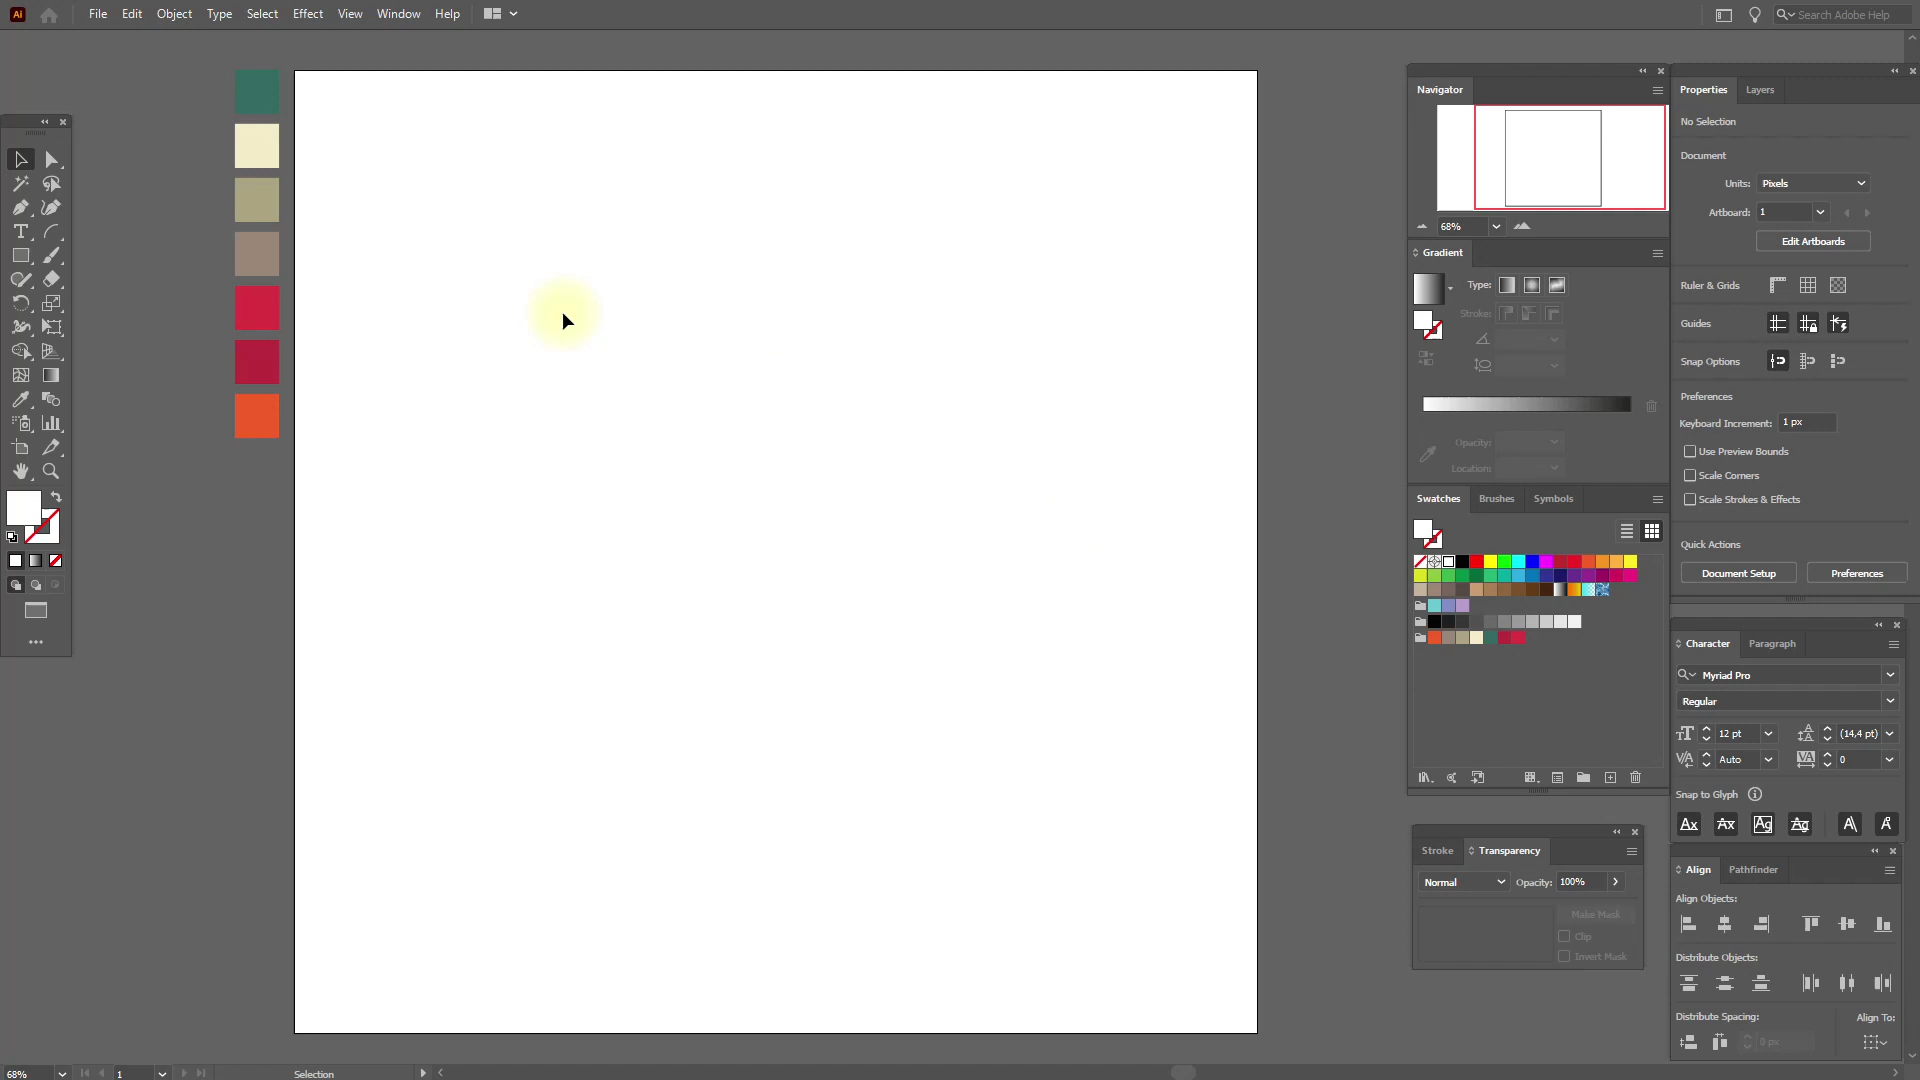 Ai File Edit Object Type Select Effect View Window Help Search Adobe Help
Navigator
68%
Gradient
Type:
Stroke:
Opacity:
Location:
Swatches Brushes Symbols
Stroke Transparency
Normal Opacity: 100%
Make Mask
Clip
Invert Mask
Properties Layers
No Selection
Document
Units: Pixels
Artboard: 1
Edit Artboards
Ruler & Grids
Guides
Snap Options
Preferences
Keyboard Increment: 1 px
Use Preview Bounds
Scale Corners
Scale Strokes & Effects
Quick Actions
Document Setup Preferences
Character Paragraph
Myriad Pro
Regular
12 pt (14,4 pt)
Auto 0
Snap to Glyph
Align Pathfinder
Align Objects:
Distribute Objects:
Distribute Spacing: Align To:
0 px
68% 1 Selection